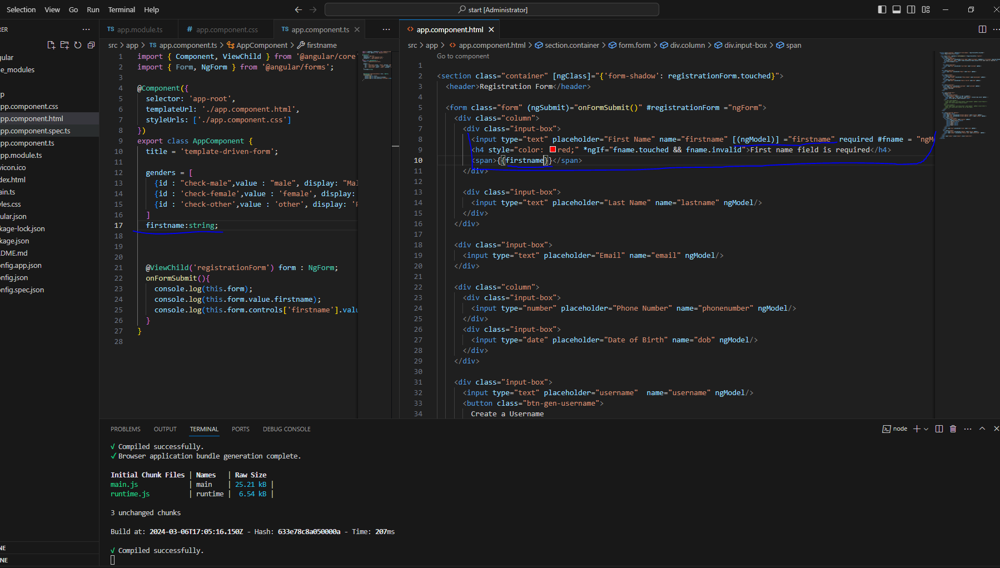 Selection View Go Run Terminal Help
start [Administrator]
RER
app.module.ts
# app.component.css
TS app.component.ts
app.component.html
src > app > TS app.component.ts > AppComponent > firstname
src > app > app.component.html > section.container > form.form > div.column > div.input-box > span
gular
e_modules
p
pp.component.css
pp.component.html
pp.component.spec.ts
pp.component.ts
pp.module.ts
vicon.ico
dex.html
ain.ts
yles.css
ular.json
kage-lock.json
kage.json
DME.md
onfig.app.json
onfig.json
onfig.spec.json
NE
NE
1 import { Component, ViewChild } from '@angular/core
2 import { Form, NgForm } from '@angular/forms';
3
4 @Component({
5 selector: 'app-root',
6 templateUrl: './app.component.html',
7 styleUrls: ['./app.component.css']
8 })
9 export class AppComponent {
10 title = 'template-driven-form';
11
12 genders = [
13 {id : "check-male",value : "male", display: "Mal
14 {id : 'check-female',value : 'female', display:
15 {id : 'check-other',value : 'other', display: 'P
16 ]
17 firstname:string;
18
19
20
21 @ViewChild('registrationForm') form : NgForm;
22 onFormSubmit(){
23 console.log(this.form);
24 console.log(this.form.value.firstname);
25 console.log(this.form.controls['firstname'].valu
26 }
27 }
28
Go to component
1
2 <section class="container" [ngClass]="{'form-shadow': registrationForm.touched}">
3 <header>Registration Form</header>
4
5 <form class="form" (ngSubmit)="onFormSubmit()" #registrationForm ="ngForm">
6 <div class="column">
7 <div class="input-box">
8 <input type="text" placeholder="First Name" name="firstname" [(ngModel)] ="firstname" required #fname = "ngM
9 <h4 style="color: red;" *ngIf="fname.touched && fname.invalid">First name field is required</h4>
10 <span>{{firstname}}</span>
11 </div>
12
13 <div class="input-box">
14 <input type="text" placeholder="Last Name" name="lastname" ngModel/>
15 </div>
16 </div>
17
18 <div class="input-box">
19 <input type="text" placeholder="Email" name="email" ngModel/>
20 </div>
21
22 <div class="column">
23 <div class="input-box">
24 <input type="number" placeholder="Phone Number" name="phonenumber" ngModel/>
25 </div>
26 <div class="input-box">
27 <input type="date" placeholder="Date of Birth" name="dob" ngModel/>
28 </div>
29 </div>
30
31 <div class="input-box">
32 <input type="text" placeholder="username"  name="username" ngModel/>
33 <button class="btn-gen-username">
34 Create a Username
PROBLEMS OUTPUT TERMINAL PORTS DEBUG CONSOLE
node
√ Compiled successfully.
✓ Browser application bundle generation complete.
Initial Chunk Files | Names | Raw Size
main.js | main | 25.21 kB |
runtime.js | runtime | 6.54 kB |
3 unchanged chunks
Build at: 2024-03-06T17:05:16.150Z - Hash: 633e78c8a050000a - Time: 207ms
√ Compiled successfully.